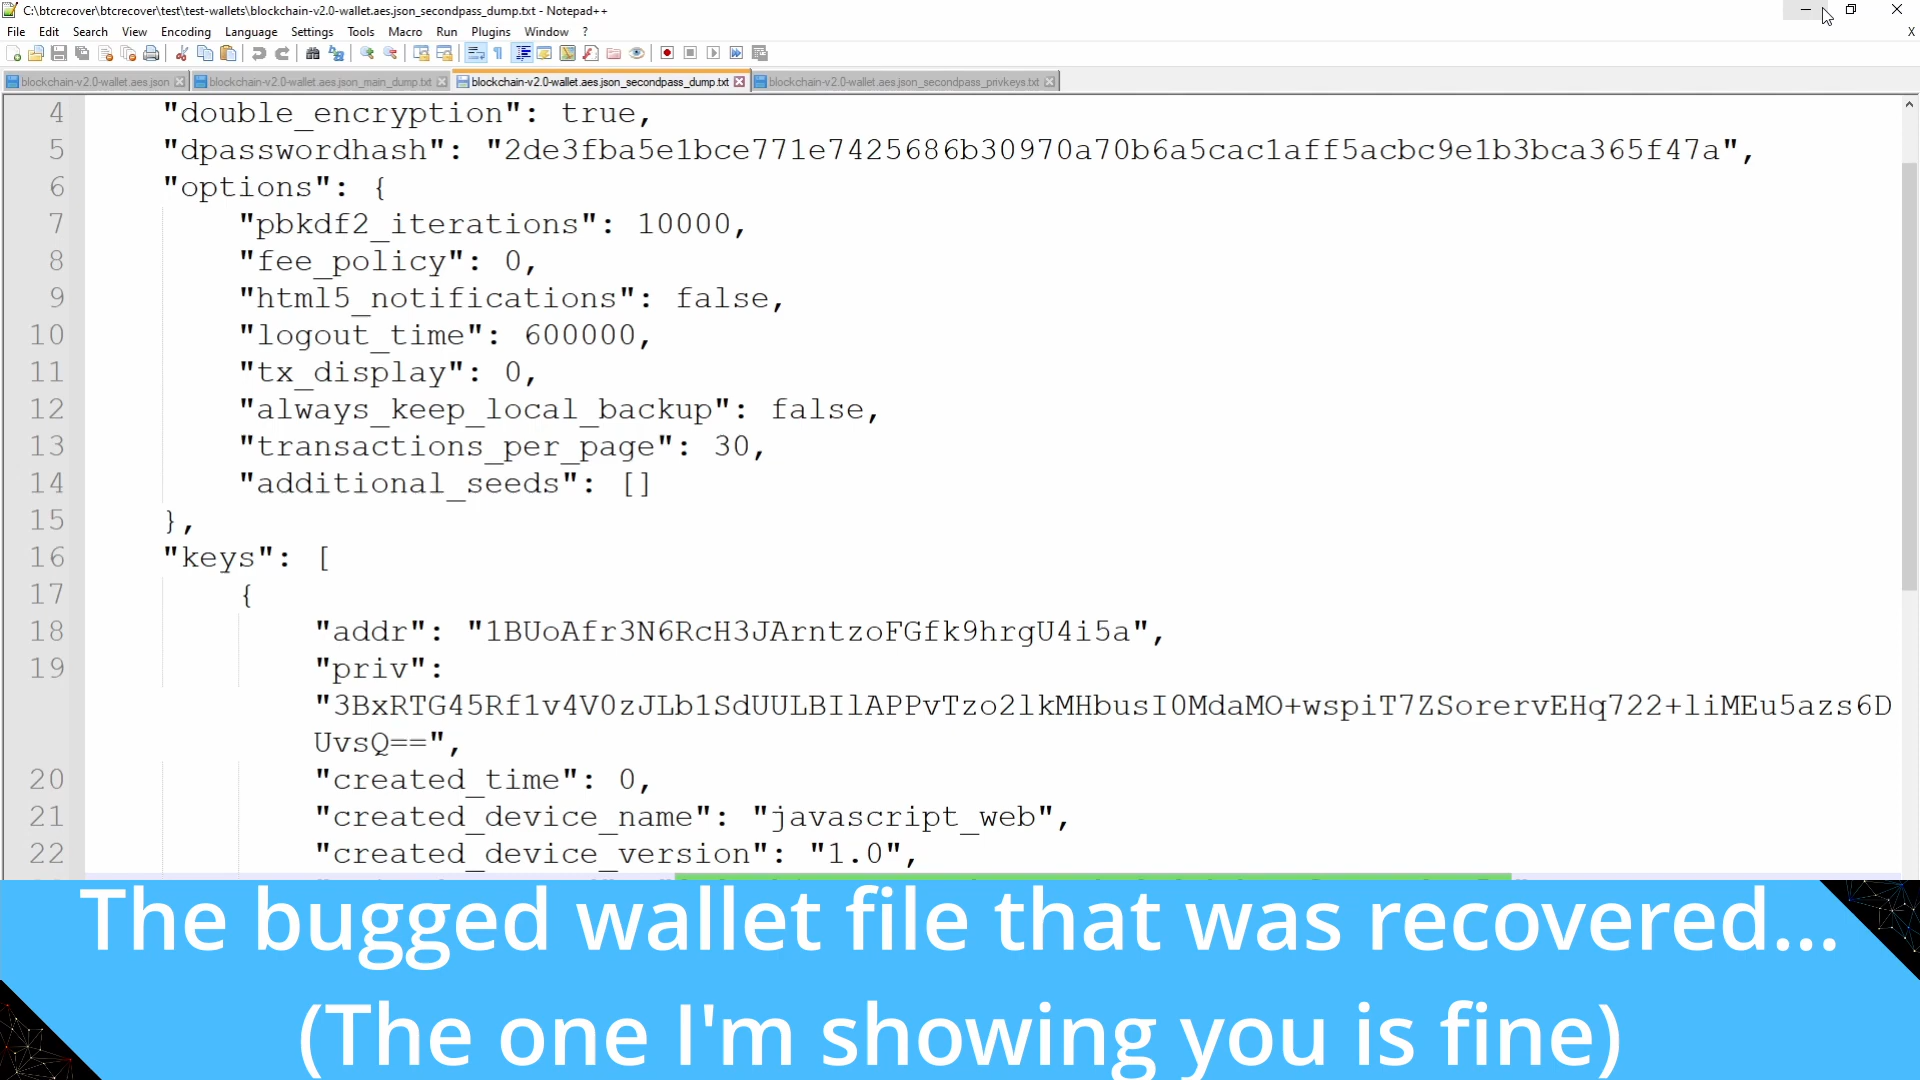 C:\btcrecover\btcrecover\test\test-wallets\blockchain-v2.0-wallet.aes.json_secondpass_dump.txt - Notepad++
File Edit Search View Encoding Language Settings Tools Macro Run Plugins Window ? X
blockchain-v2.0-wallet.aes.json blockchain-v2.0-wallet.aes.json_main_dump.txt blockchain-v2.0-wallet.aes.json_secondpass_dump.txt blockchain-v2.0-wallet.aes.json_secondpass_privkeys.txt
4 "double_encryption": true,
5 "dpasswordhash": "2de3fba5e1bce771e7425686b30970a70b6a5cac1aff5acbc9e1b3bca365f47a",
6 "options": {
7 "pbkdf2_iterations": 10000,
8 "fee_policy": 0,
9 "html5_notifications": false,
10 "logout_time": 600000,
11 "tx_display": 0,
12 "always_keep_local_backup": false,
13 "transactions_per_page": 30,
14 "additional_seeds": []
15 },
16 "keys": [
17 {
18 "addr": "1BUoAfr3N6RcH3JArntzoFGfk9hrgU4i5a",
19 "priv":
"3BxRTG45Rf1v4V0zJLb1SdUUULBIlAPPvTzo2lkMHbusI0MdaMO+wspiT7ZSorervEHq722+liMEu5azs6D
UvsQ==",
20 "created_time": 0,
21 "created_device_name": "javascript_web",
22 "created_device_version": "1.0",
The bugged wallet file that was recovered...
(The one I'm showing you is fine)